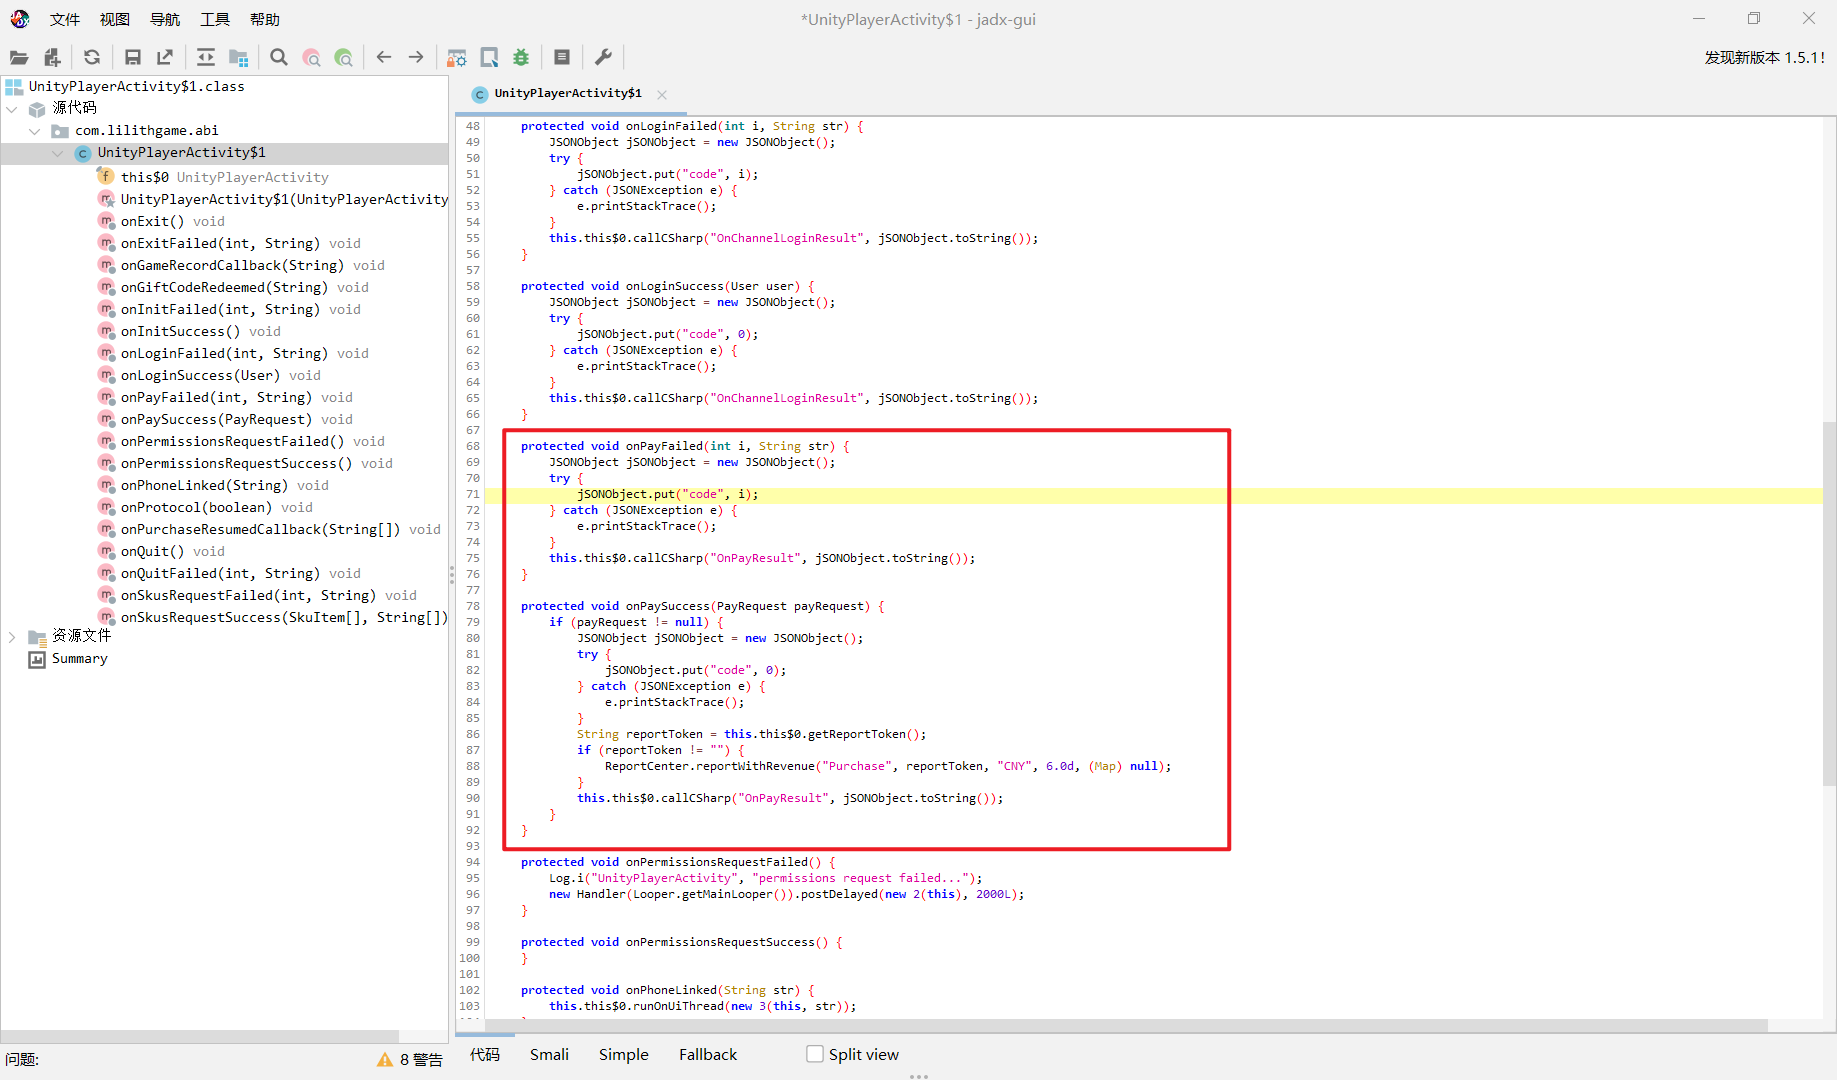 文件 视图 导航 工具 帮助
*UnityPlayerActivity$1 - jadx-gui
发现新版本 1.5.1!
UnityPlayerActivity$1.class
源代码
com.lilithgame.abi
UnityPlayerActivity$1
this$0 UnityPlayerActivity
UnityPlayerActivity$1(UnityPlayerActivity
onExit() void
onExitFailed(int, String) void
onGameRecordCallback(String) void
onGiftCodeRedeemed(String) void
onInitFailed(int, String) void
onInitSuccess() void
onLoginFailed(int, String) void
onLoginSuccess(User) void
onPayFailed(int, String) void
onPaySuccess(PayRequest) void
onPermissionsRequestFailed() void
onPermissionsRequestSuccess() void
onPhoneLinked(String) void
onProtocol(boolean) void
onPurchaseResumedCallback(String[]) void
onQuit() void
onQuitFailed(int, String) void
onSkusRequestFailed(int, String) void
onSkusRequestSuccess(SkuItem[], String[])
资源文件
Summary
问题:
8 警告
UnityPlayerActivity$1
48 protected void onLoginFailed(int i, String str) {
49 JSONObject jSONObject = new JSONObject();
50 try {
51 jSONObject.put("code", i);
52 } catch (JSONException e) {
53 e.printStackTrace();
54 }
55 this.this$0.callCSharp("OnChannelLoginResult", jSONObject.toString());
56 }
57
58 protected void onLoginSuccess(User user) {
59 JSONObject jSONObject = new JSONObject();
60 try {
61 jSONObject.put("code", 0);
62 } catch (JSONException e) {
63 e.printStackTrace();
64 }
65 this.this$0.callCSharp("OnChannelLoginResult", jSONObject.toString());
66 }
67
68 protected void onPayFailed(int i, String str) {
69 JSONObject jSONObject = new JSONObject();
70 try {
71 jSONObject.put("code", i);
72 } catch (JSONException e) {
73 e.printStackTrace();
74 }
75 this.this$0.callCSharp("OnPayResult", jSONObject.toString());
76 }
77
78 protected void onPaySuccess(PayRequest payRequest) {
79 if (payRequest != null) {
80 JSONObject jSONObject = new JSONObject();
81 try {
82 jSONObject.put("code", 0);
83 } catch (JSONException e) {
84 e.printStackTrace();
85 }
86 String reportToken = this.this$0.getReportToken();
87 if (reportToken != "") {
88 ReportCenter.reportWithRevenue("Purchase", reportToken, "CNY", 6.0d, (Map) null);
89 }
90 this.this$0.callCSharp("OnPayResult", jSONObject.toString());
91 }
92 }
93
94 protected void onPermissionsRequestFailed() {
95 Log.i("UnityPlayerActivity", "permissions request failed...");
96 new Handler(Looper.getMainLooper()).postDelayed(new 2(this), 2000L);
97 }
98
99 protected void onPermissionsRequestSuccess() {
100 }
101
102 protected void onPhoneLinked(String str) {
103 this.this$0.runOnUiThread(new 3(this, str));
代码 Smali Simple Fallback Split view